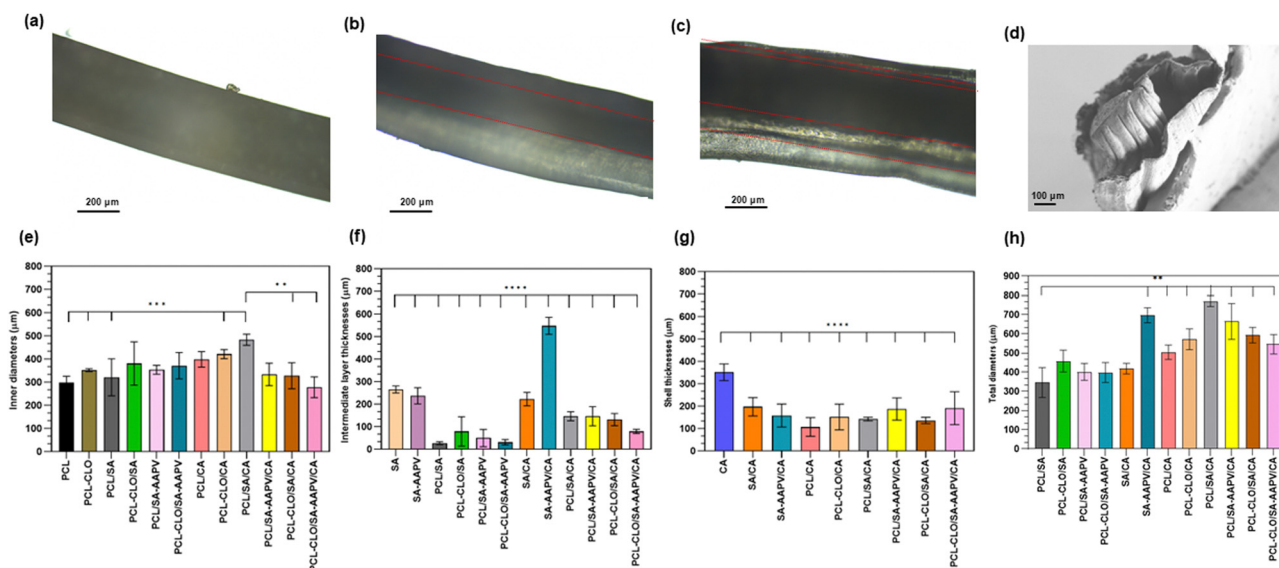 (a)
(b)
(c)
(d)
200 μm
200 μm
200 μm
100 μm
(e)
Inner diameters (μm)
800
700
600
500
400
300
200
100
0
***
**
PCL
PCL-CLO
PCL/SA
PCL-CLO/SA
PCL/SA-AAPV
PCL-CLO/SA-AAPV
PCL/CA
PCL-CLO/CA
PCL/SA/CA
PCL/SA-AAPV/CA
PCL-CLO/SA/CA
PCL-CLO/SA-AAPV/CA
(f)
Intermediate layer thicknesses (μm)
800
700
600
500
400
300
200
100
0
****
SA
SA-AAPV
PCL/SA
PCL-CLO/SA
PCL/SA-AAPV
PCL-CLO/SA-AAPV
SA/CA
SA-AAPV/CA
PCL/SA/CA
PCL/SA-AAPV/CA
PCL-CLO/SA/CA
PCL-CLO/SA-AAPV/CA
(g)
Shell thicknesses (μm)
800
700
600
500
400
300
200
100
0
****
CA
SA/CA
SA-AAPV/CA
PCL/CA
PCL-CLO/CA
PCL/SA/CA
PCL/SA-AAPV/CA
PCL-CLO/SA/CA
PCL-CLO/SA-AAPV/CA
(h)
Total diameters (μm)
900
800
700
600
500
400
300
200
100
0
**
PCL/SA
PCL-CLO/SA
PCL/SA-AAPV
PCL-CLO/SA-AAPV
SA/CA
SA-AAPV/CA
PCL/CA
PCL-CLO/CA
PCL/SA/CA
PCL/SA-AAPV/CA
PCL-CLO/SA/CA
PCL-CLO/SA-AAPV/CA